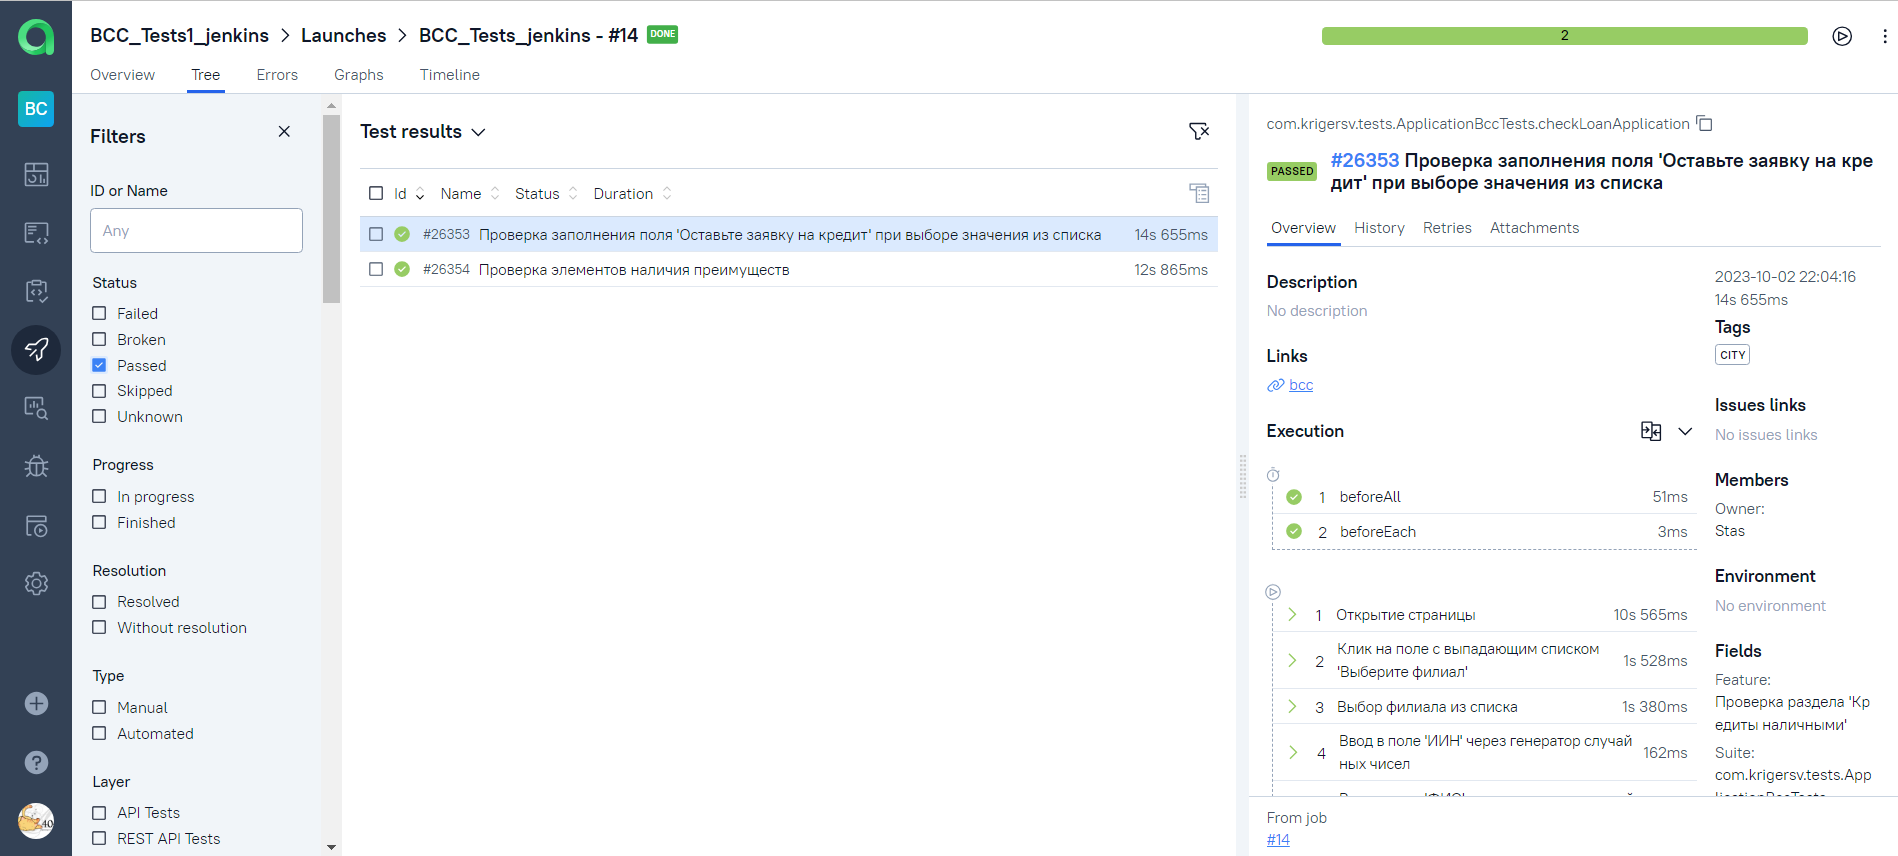 BCC_Tests1_jenkins > Launches > BCC_Tests_jenkins - #14 DONE
2
Overview Tree Errors Graphs Timeline
BC
Filters
ID or Name
Any
Status
Failed
Broken
Passed
Skipped
Unknown
Progress
In progress
Finished
Resolution
Resolved
Without resolution
Type
Manual
Automated
Layer
API Tests
REST API Tests
Test results
Id Name Status Duration
#26353 Проверка заполнения поля 'Оставьте заявку на кредит' при выборе значения из списка 14s 655ms
#26354 Проверка элементов наличия преимуществ 12s 865ms
com.krigersv.tests.ApplicationBccTests.checkLoanApplication
PASSED #26353 Проверка заполнения поля 'Оставьте заявку на кре
дит' при выборе значения из списка
Overview History Retries Attachments
Description
No description
Links
bcc
Execution
1 beforeAll 51ms
2 beforeEach 3ms
1 Открытие страницы 10s 565ms
2 Клик на поле с выпадающим списком
'Выберите филиал' 1s 528ms
3 Выбор филиала из списка 1s 380ms
4 Ввод в поле 'ИИН' через генератор случай
ных чисел 162ms
2023-10-02 22:04:16
14s 655ms
Tags
CITY
Issues links
No issues links
Members
Owner:
Stas
Environment
No environment
Fields
Feature:
Проверка раздела 'Кр
едиты наличными'
Suite:
com.krigersv.tests.App
licationBccTests
From job
#14